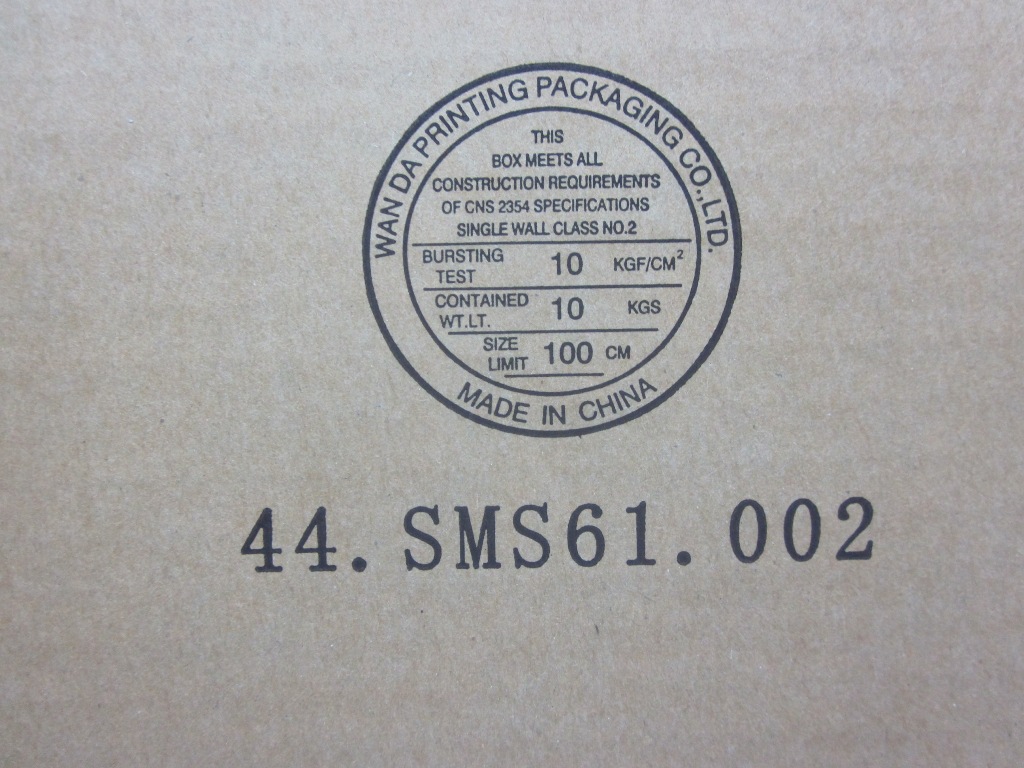 WAN DA PRINTING PACKAGING CO.,LTD.
THIS
BOX MEETS ALL
CONSTRUCTION REQUIREMENTS
OF CNS 2354 SPECIFICATIONS
SINGLE WALL CLASS NO.2
BURSTING TEST 10 KGF/CM²
CONTAINED WT.LT. 10 KGS
SIZE LIMIT 100 CM
MADE IN CHINA
44.SMS61.002